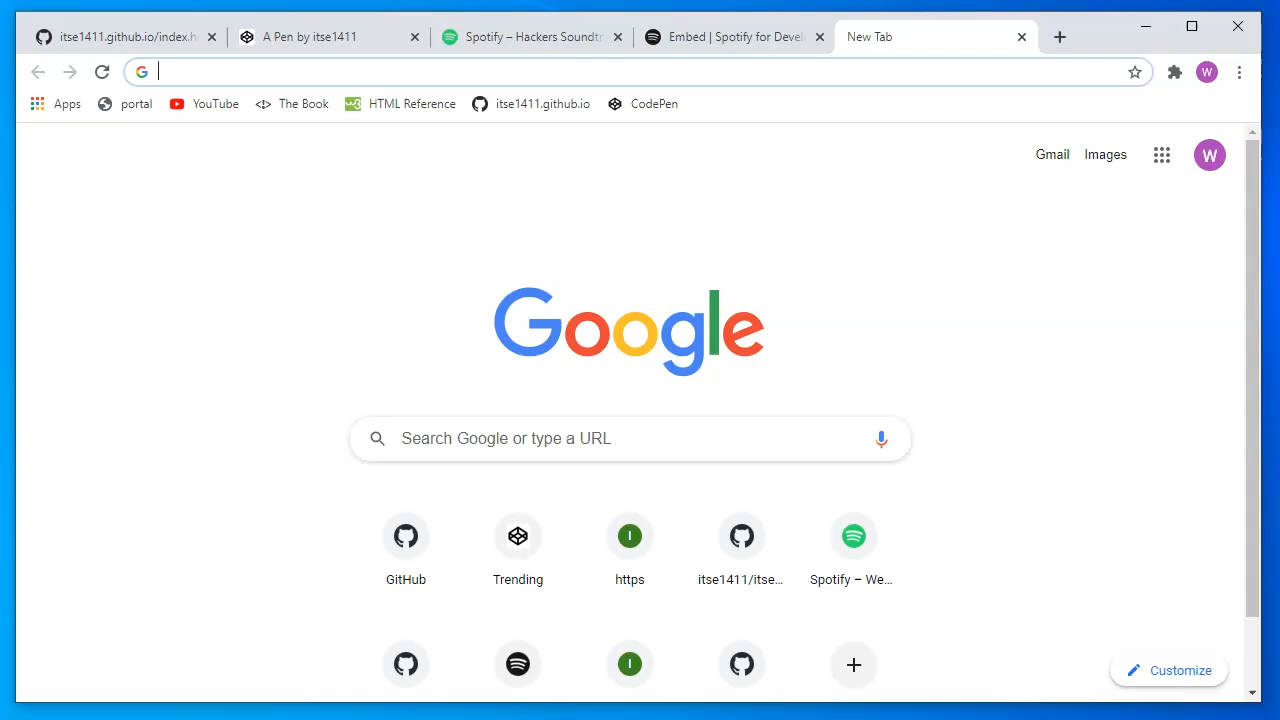 itse1411.github.io/index.h
A Pen by itse1411
Spotify – Hackers Soundtr
Embed | Spotify for Devel
New Tab
W
Apps
portal
YouTube
The Book
HTML Reference
itse1411.github.io
CodePen
Gmail
Images
W
Google
Search Google or type a URL
GitHub
Trending
I
https
itse1411/itse...
Spotify – We...
I
Customize